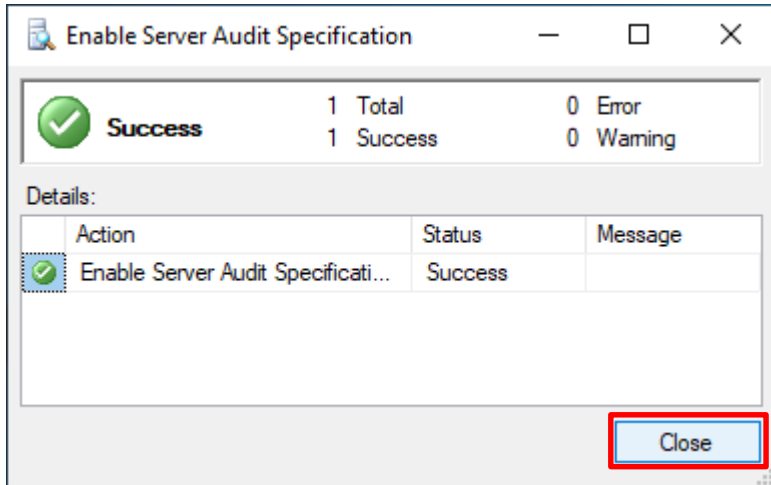 Enable Server Audit Specification
Success
1 Total 0 Error
1 Success 0 Warning
Details:
Action Status Message
Enable Server Audit Specificati... Success
Close